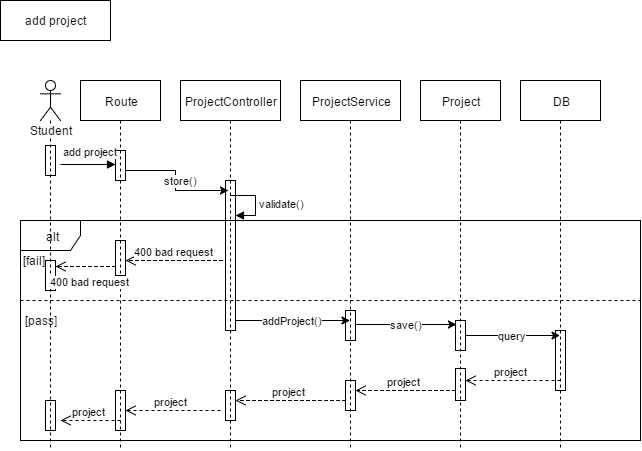 add project
Route
ProjectController
ProjectService
Project
DB
Student
add project
store()
validate()
alt
[fail]
400 bad request
400 bad request
[pass]
addProject()
save()
query
project
project
project
project
project